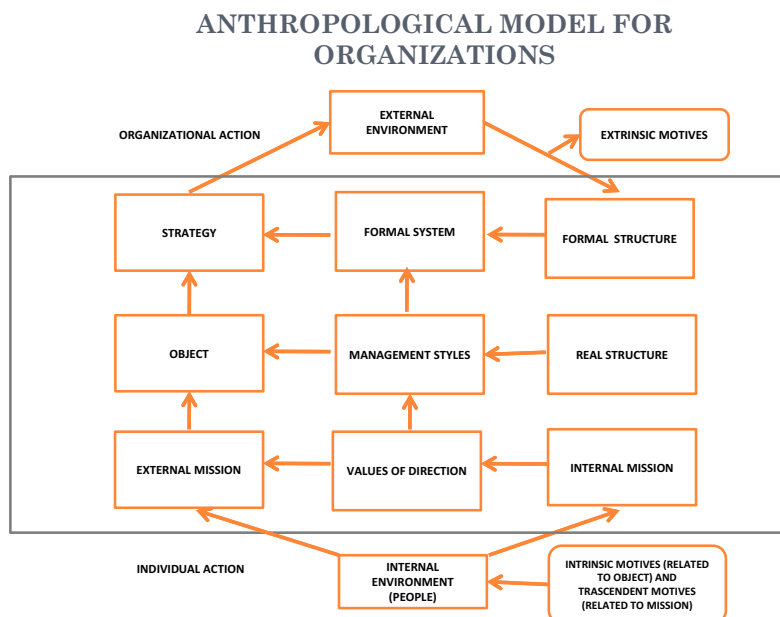 ANTHROPOLOGICAL MODEL FOR
ORGANIZATIONS
EXTERNAL
ENVIRONMENT
ORGANIZATIONAL ACTION
EXTRINSIC MOTIVES
STRATEGY
FORMAL SYSTEM
FORMAL STRUCTURE
OBJECT
MANAGEMENT STYLES
REAL STRUCTURE
EXTERNAL MISSION
VALUES OF DIRECTION
INTERNAL MISSION
INDIVIDUAL ACTION
INTERNAL
ENVIRONMENT
(PEOPLE)
INTRINSIC MOTIVES (RELATED
TO OBJECT) AND
TRASCENDENT MOTIVES
(RELATED TO MISSION)